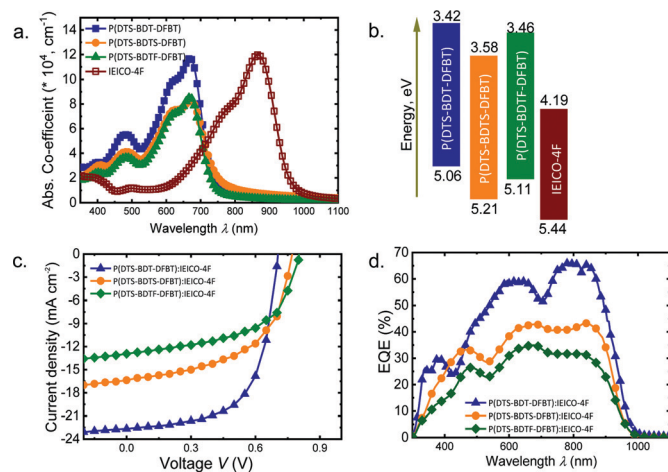 a.
Abs. Co-effiecint (* 10⁴, cm⁻¹)
14
12
10
8
6
4
2
0
P(DTS-BDT-DFBT)
P(DTS-BDTS-DFBT)
P(DTS-BDTF-DFBT)
IEICO-4F
400 500 600 700 800 900 1000 1100
Wavelength λ (nm)
b.
Energy, eV
3.42
P(DTS-BDT-DFBT)
5.06
3.58
P(DTS-BDTS-DFBT)
5.21
3.46
P(DTS-BDTF-DFBT)
5.11
4.19
IEICO-4F
5.44
c.
Current density (mA cm⁻²)
0
-3
-6
-9
-12
-15
-18
-21
-24
P(DTS-BDT-DFBT):IEICO-4F
P(DTS-BDTS-DFBT):IEICO-4F
P(DTS-BDTF-DFBT):IEICO-4F
0.0 0.3 0.6 0.9
Voltage V (V)
d.
EQE (%)
70
60
50
40
30
20
10
0
P(DTS-BDT-DFBT):IEICO-4F
P(DTS-BDTS-DFBT):IEICO-4F
P(DTS-BDTF-DFBT):IEICO-4F
400 600 800 1000
Wavelength λ (nm)